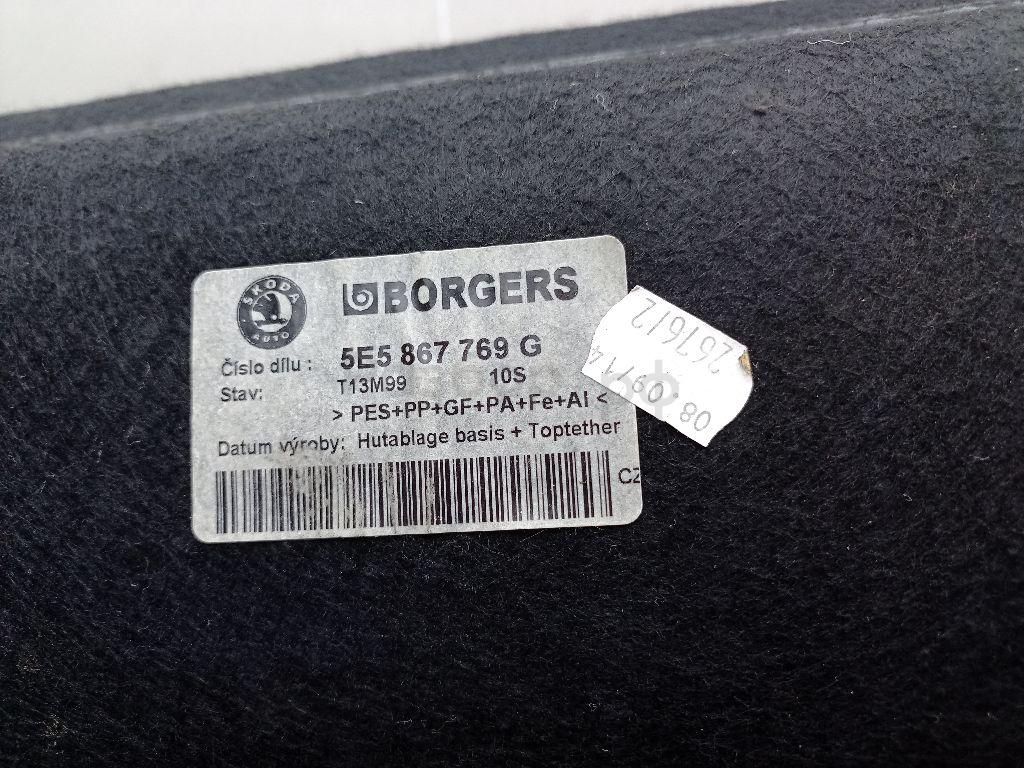 ŠKODA
AUTO
BORGERS
Číslo dílu : 5E5 867 769 G
Stav: T13M99 10S
> PES+PP+GF+PA+Fe+Al <
Datum výroby: Hutablage basis + Toptether
CZ
2676/2
08.09/14